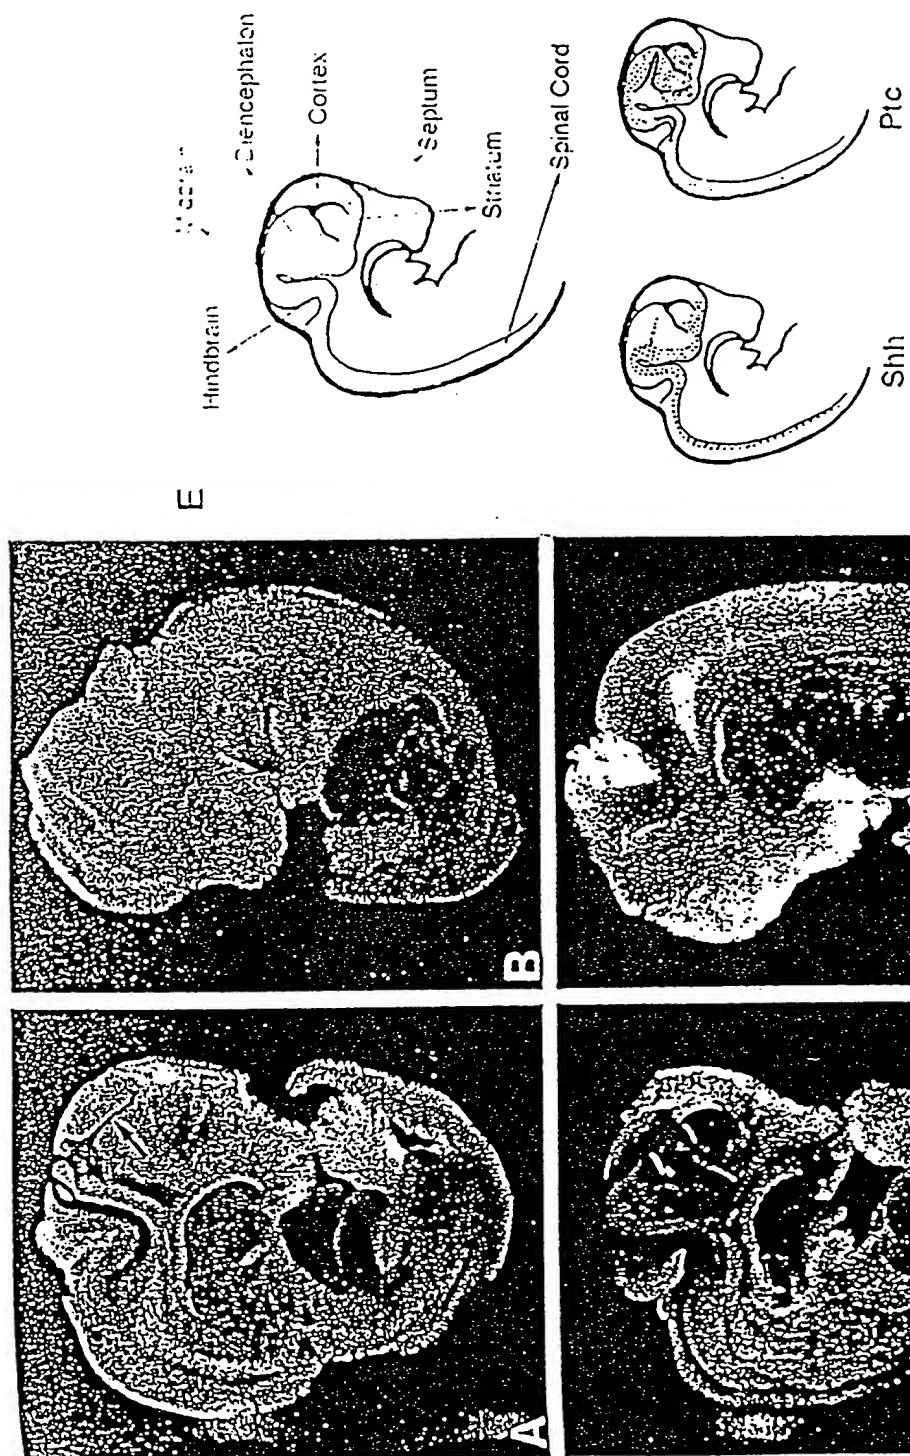 E
Hindbrain
Diencephalon
Cortex
Septum
Striatum
Spinal Cord
Shh
Ptc
A
B